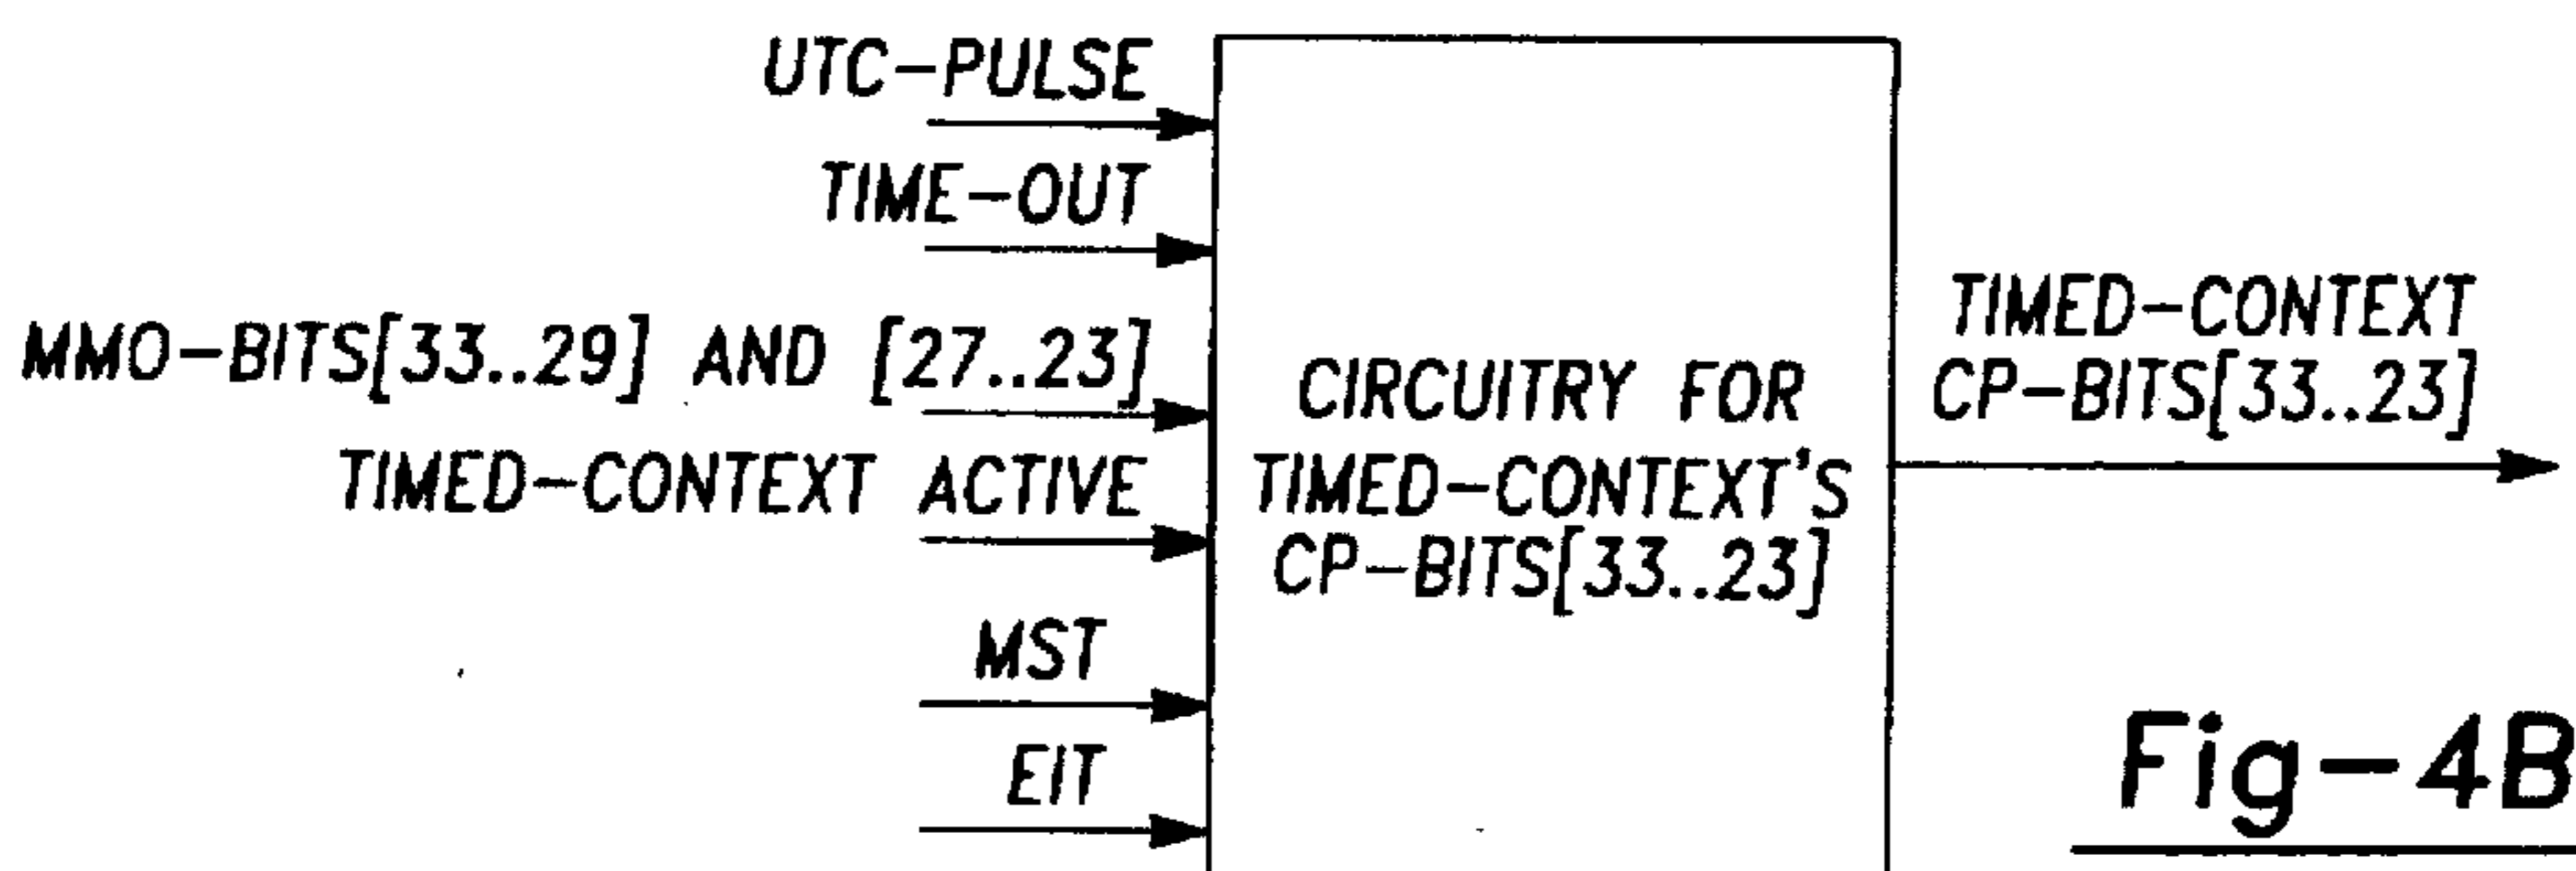 UTC-PULSE
TIME-OUT
MMO-BITS[33..29] AND [27..23]
TIMED-CONTEXT ACTIVE
MST
EIT
CIRCUITRY FOR
TIMED-CONTEXT'S
CP-BITS[33..23]
TIMED-CONTEXT
CP-BITS[33..23]
Fig-4B